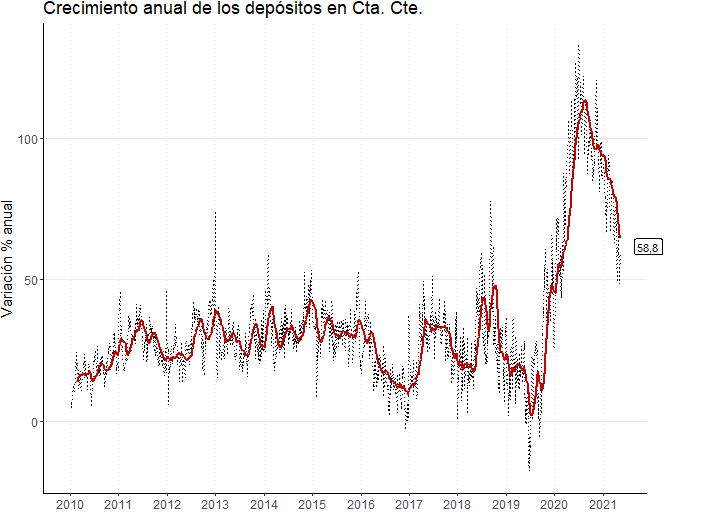 Crecimiento anual de los depósitos en Cta. Cte.
Variación % anual
100
50
0
58,8
2010 2011 2012 2013 2014 2015 2016 2017 2018 2019 2020 2021